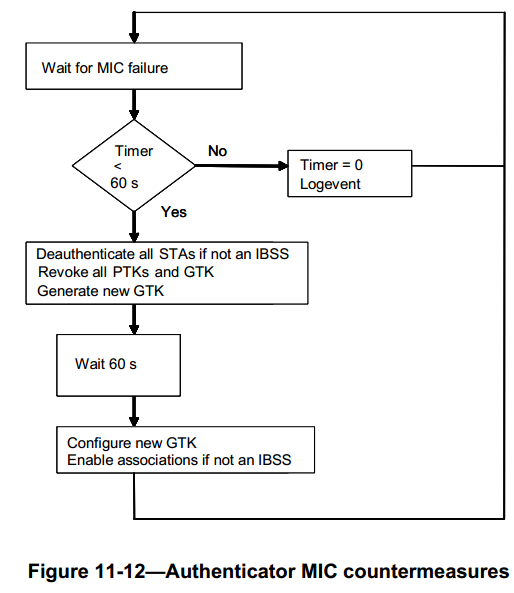 Wait for MIC failure
Timer
<
60 s
No
Timer = 0
Logevent
Yes
Deauthenticate all STAs if not an IBSS
Revoke all PTKs and GTK
Generate new GTK
Wait 60 s
Configure new GTK
Enable associations if not an IBSS
Figure 11-12—Authenticator MIC countermeasures